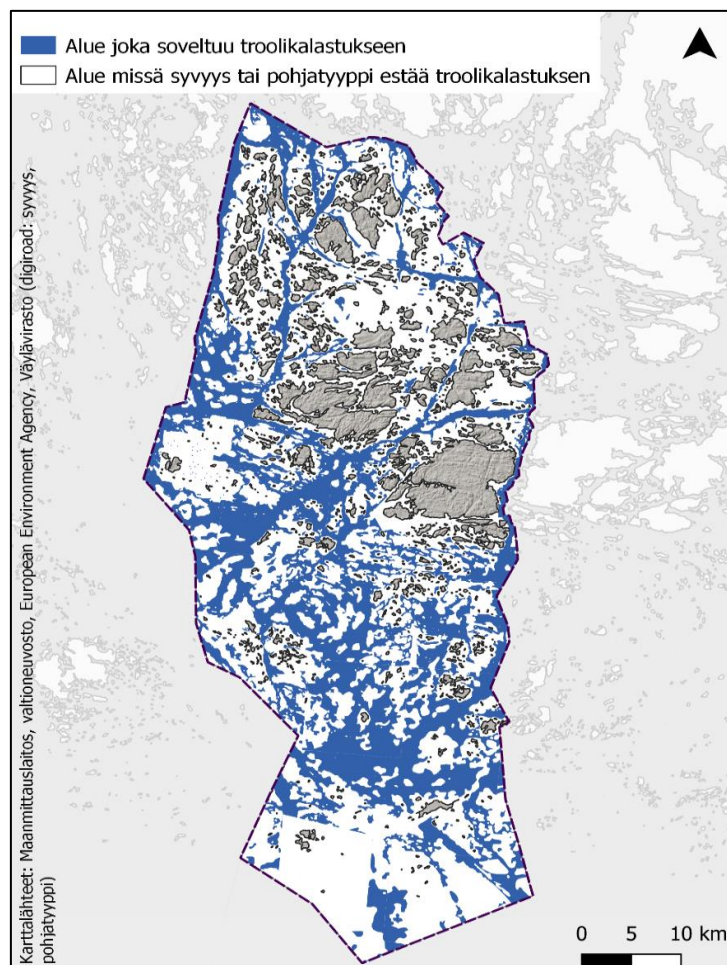 Alue joka soveltuu troolikalastukseen
Alue missä syvyys tai pohjatyyppi estää troolikalastuksen
Karttalähteet: Maanmittauslaitos, valtioneuvosto, European Environment Agency, Väylävirasto (digiroad: syvyys,
pohjatyyppi)
0 5 10 km